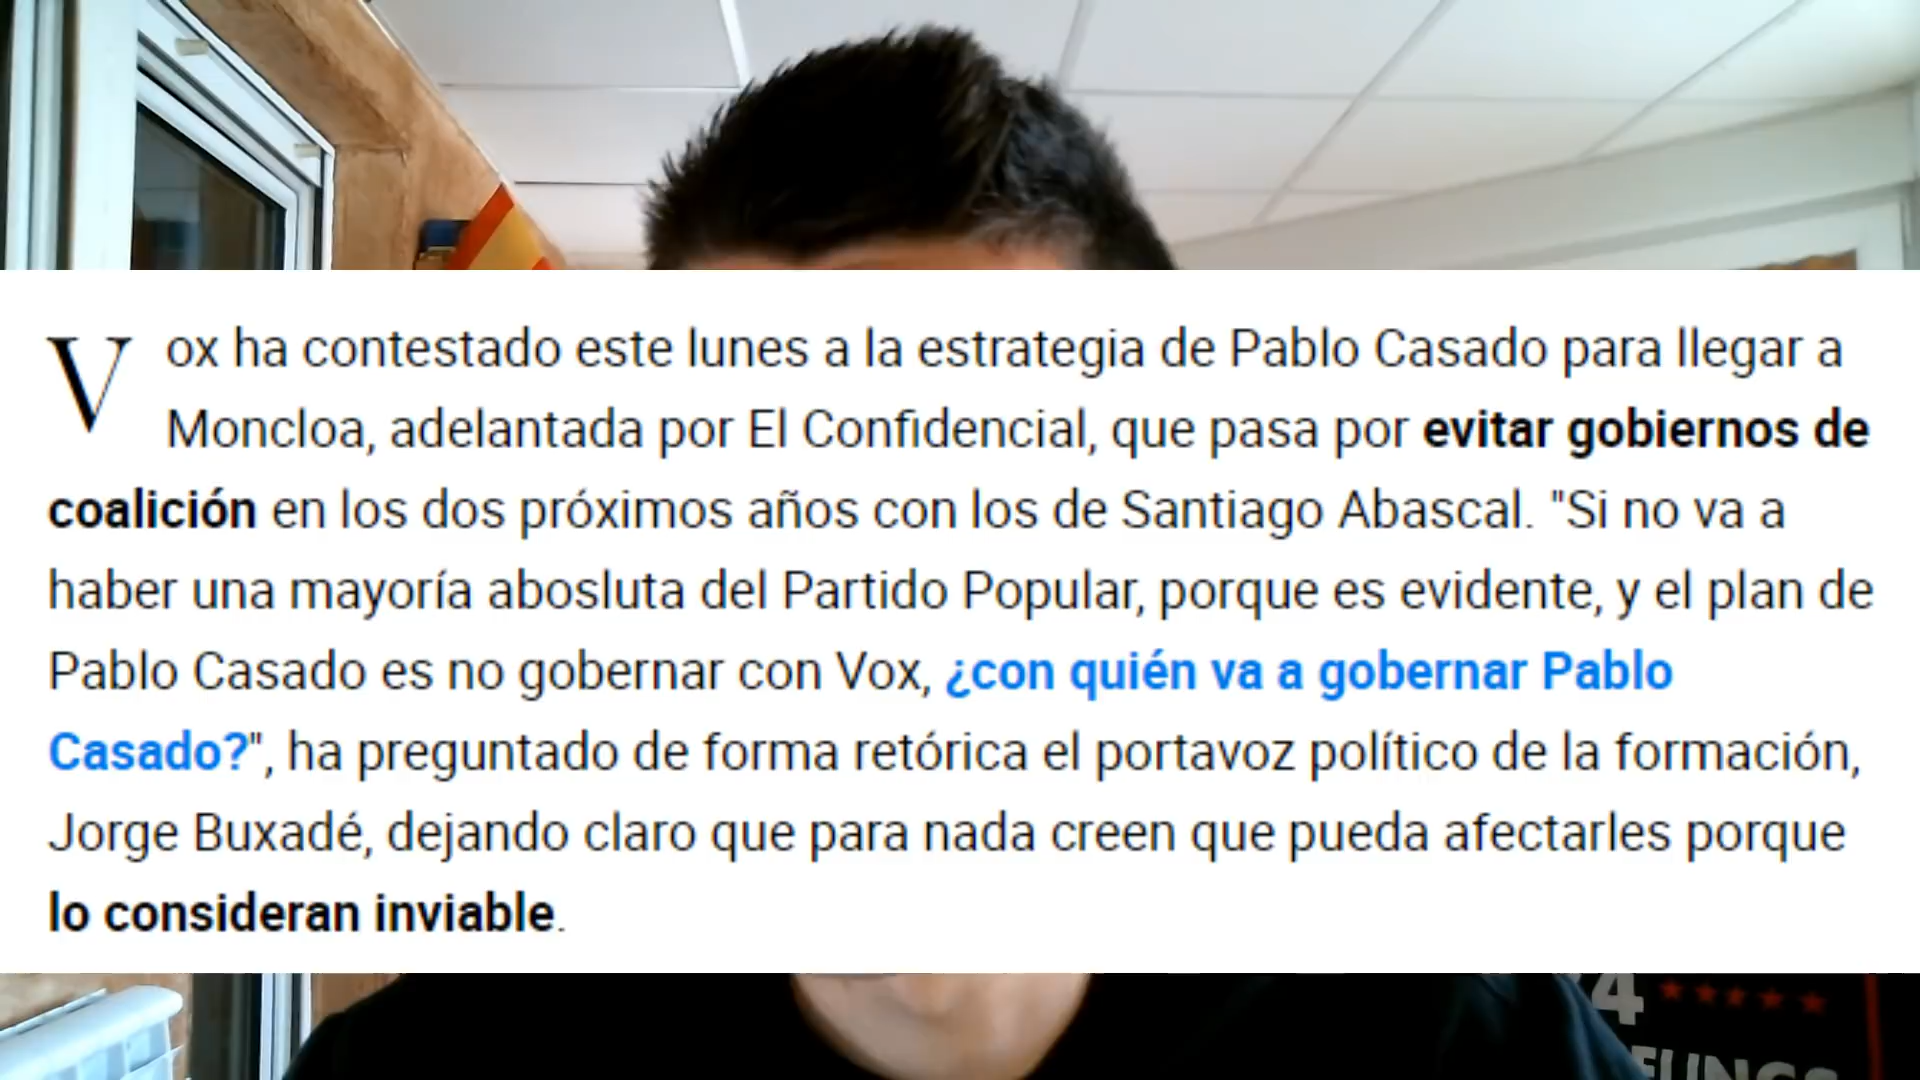 Vox ha contestado este lunes a la estrategia de Pablo Casado para llegar a
Moncloa, adelantada por El Confidencial, que pasa por evitar gobiernos de
coalición en los dos próximos años con los de Santiago Abascal. "Si no va a
haber una mayoría abosluta del Partido Popular, porque es evidente, y el plan de
Pablo Casado es no gobernar con Vox, ¿con quién va a gobernar Pablo
Casado?", ha preguntado de forma retórica el portavoz político de la formación,
Jorge Buxadé, dejando claro que para nada creen que pueda afectarles porque
lo consideran inviable.
4